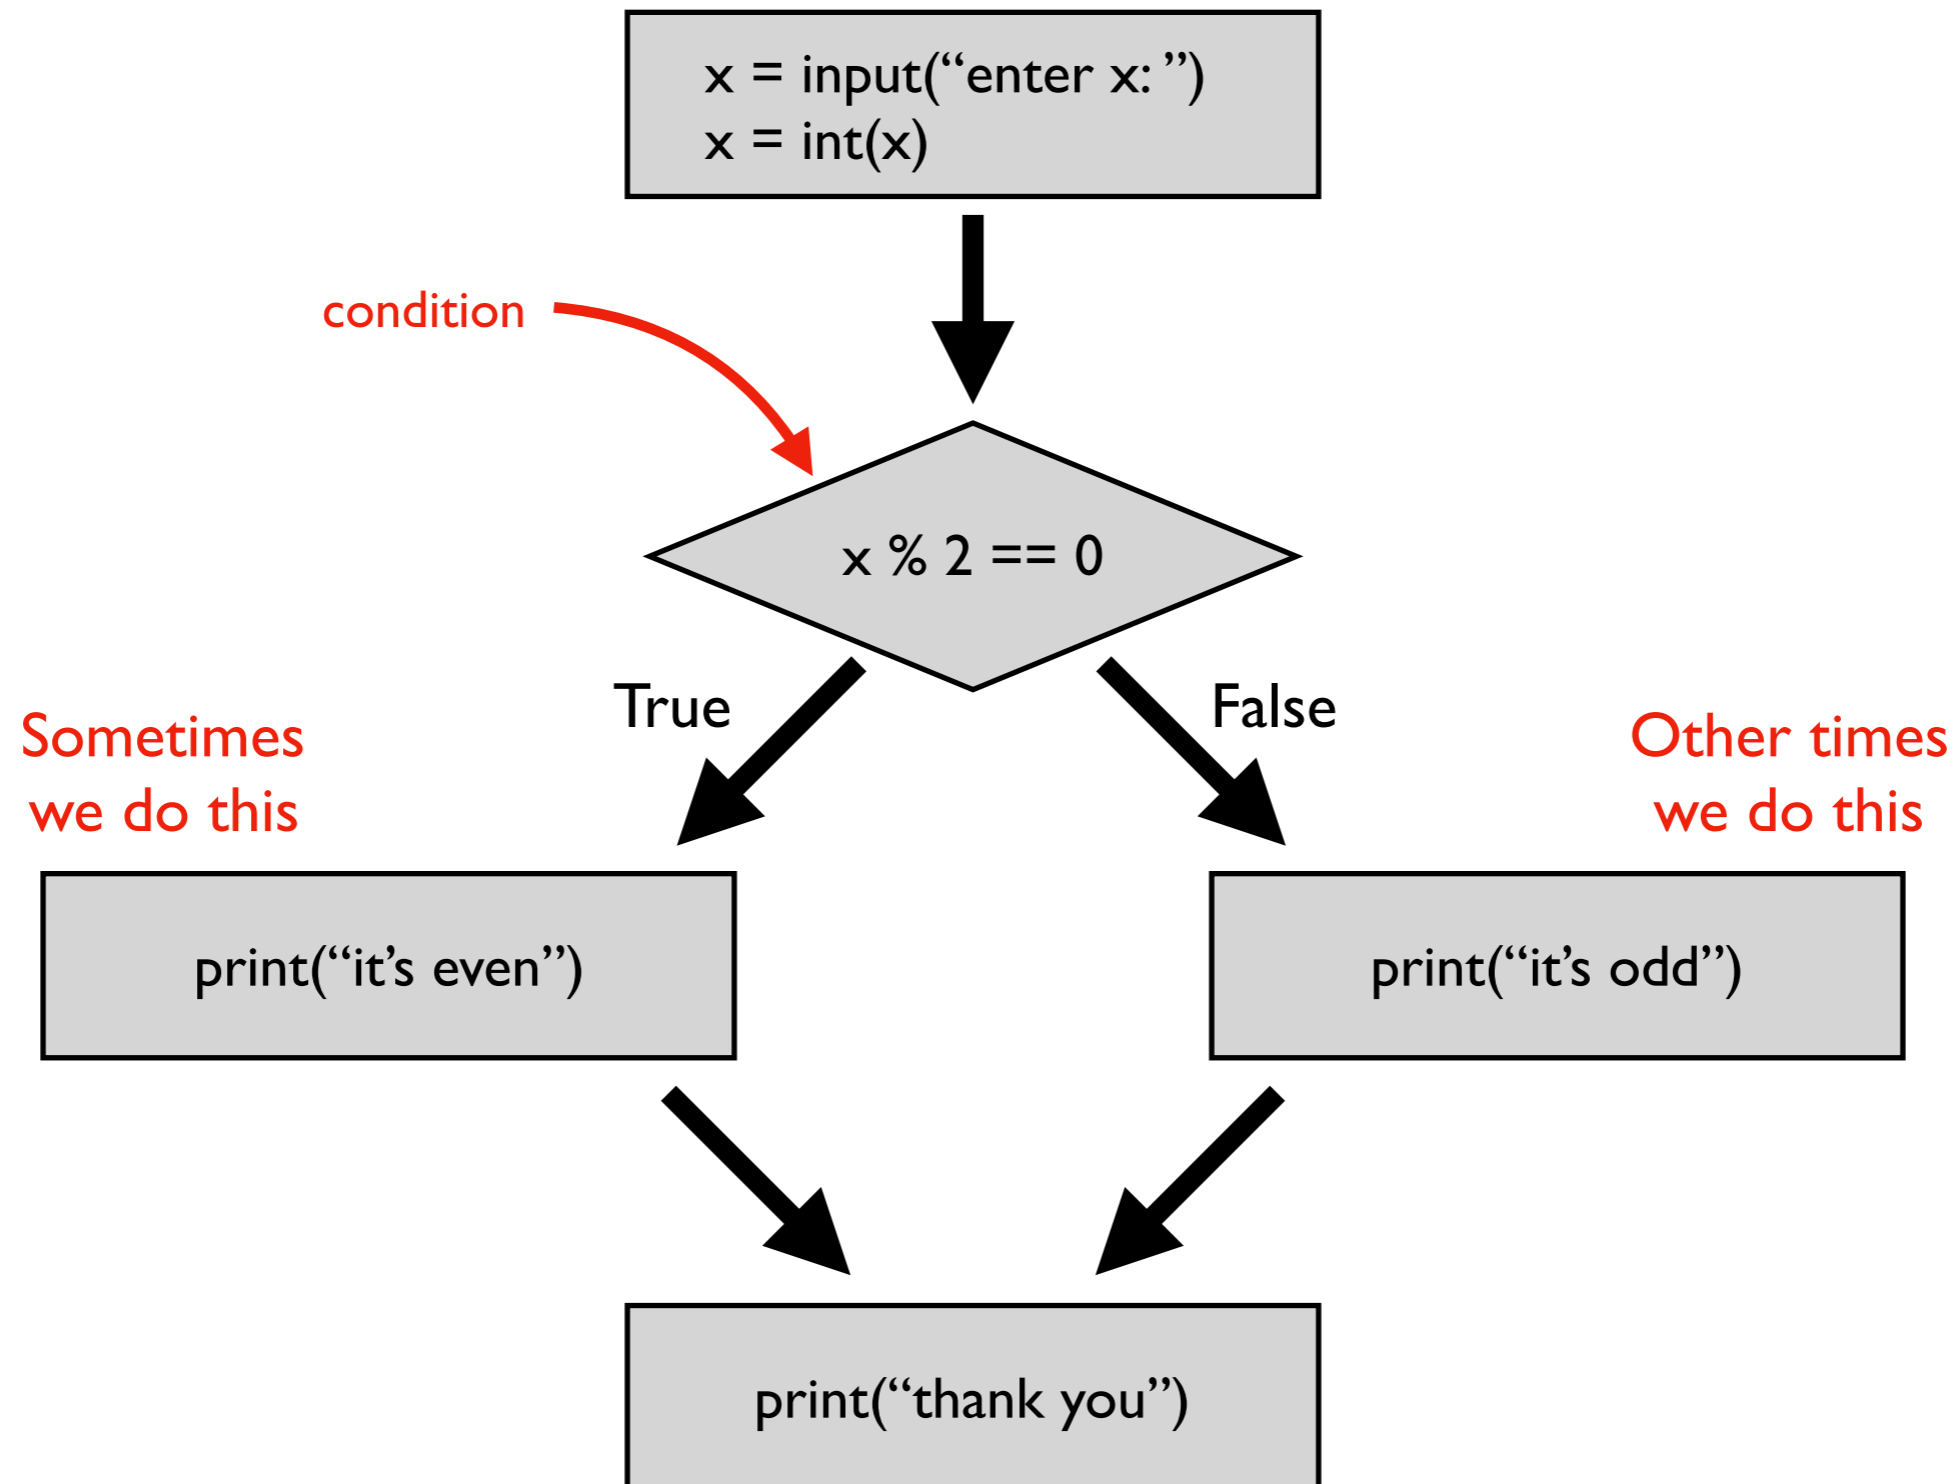 x = input(“enter x: ”)
x = int(x)
condition
x % 2 == 0
True
False
Sometimes
we do this
Other times
we do this
print(“it’s even”)
print(“it’s odd”)
print(“thank you”)